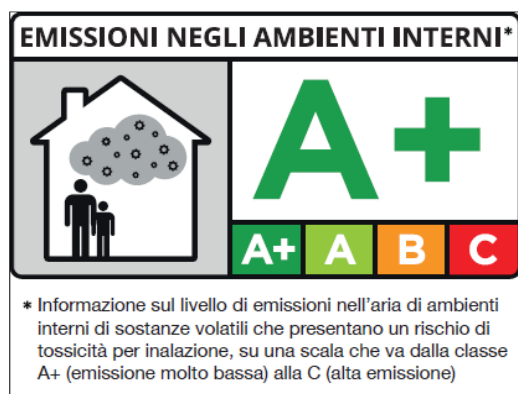 EMISSIONI NEGLI AMBIENTI INTERNI*
A+
A+ A B C
* Informazione sul livello di emissioni nell'aria di ambienti
interni di sostanze volatili che presentano un rischio di
tossicità per inalazione, su una scala che va dalla classe
A+ (emissione molto bassa) alla C (alta emissione)